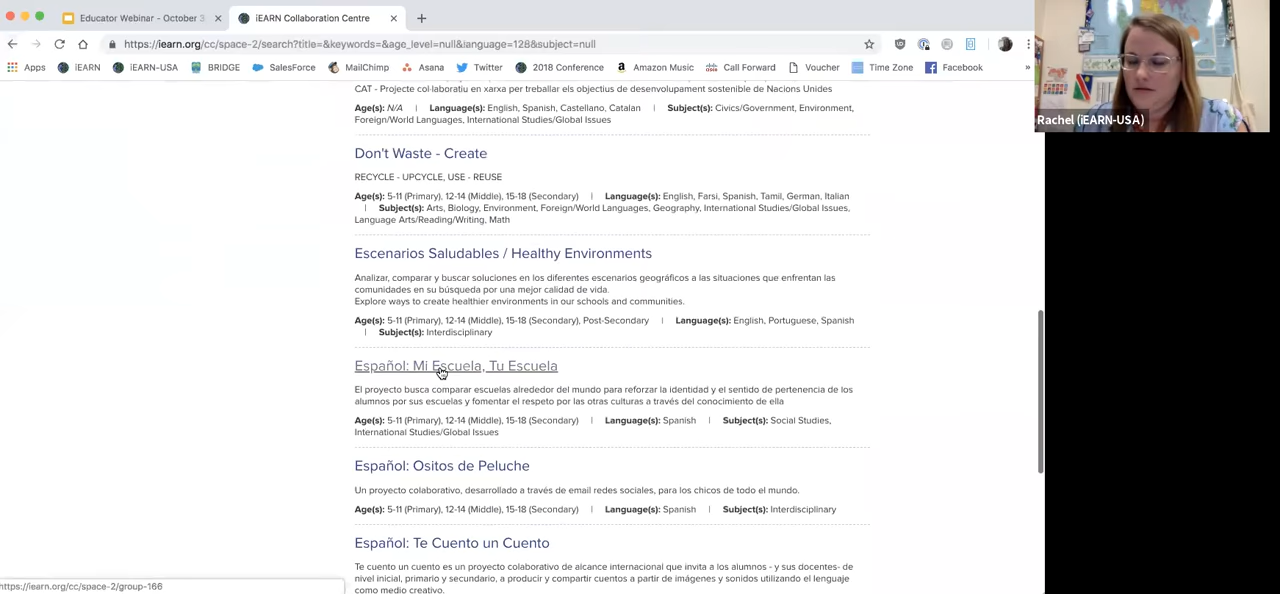 Educator Webinar - October 3
iEARN Collaboration Centre
https://iearn.org/cc/space-2/search?title=&keywords=&age_level=null&language=128&subject=null
Apps
iEARN
iEARN-USA
BRIDGE
SalesForce
MailChimp
Asana
Twitter
2018 Conference
Amazon Music
Call Forward
Voucher
Time Zone
Facebook
»
Rachel (iEARN-USA)
CAT - Projecte col·laboratiu en xarxa per treballar els objectius de desenvolupament sostenible de Nacions Unides
Age(s): N/A | Language(s): English, Spanish, Castellano, Catalan | Subject(s): Civics/Government, Environment,
Foreign/World Languages, International Studies/Global Issues
Don't Waste - Create
RECYCLE - UPCYCLE, USE - REUSE
Age(s): 5-11 (Primary), 12-14 (Middle), 15-18 (Secondary) | Language(s): English, Farsi, Spanish, Tamil, German, Italian
| Subject(s): Arts, Biology, Environment, Foreign/World Languages, Geography, International Studies/Global Issues,
Language Arts/Reading/Writing, Math
Escenarios Saludables / Healthy Environments
Analizar, comparar y buscar soluciones en los diferentes escenarios geográficos a las situaciones que enfrentan las
comunidades en su búsqueda por una mejor calidad de vida.
Explore ways to create healthier environments in our schools and communities.
Age(s): 5-11 (Primary), 12-14 (Middle), 15-18 (Secondary), Post-Secondary | Language(s): English, Portuguese, Spanish
| Subject(s): Interdisciplinary
Español: Mi Escuela, Tu Escuela
El proyecto busca comparar escuelas alrededor del mundo para reforzar la identidad y el sentido de pertenencia de los
alumnos por sus escuelas y fomentar el respeto por las otras culturas a través del conocimiento de ella
Age(s): 5-11 (Primary), 12-14 (Middle), 15-18 (Secondary) | Language(s): Spanish | Subject(s): Social Studies,
International Studies/Global Issues
Español: Ositos de Peluche
Un proyecto colaborativo, desarrollado a través de email redes sociales, para los chicos de todo el mundo.
Age(s): 5-11 (Primary), 12-14 (Middle), 15-18 (Secondary) | Language(s): Spanish | Subject(s): Interdisciplinary
Español: Te Cuento un Cuento
Te cuento un cuento es un proyecto colaborativo de alcance internacional que invita a los alumnos - y sus docentes- de
nivel inicial, primario y secundario, a producir y compartir cuentos a partir de imágenes y sonidos utilizando el lenguaje
como medio creativo.
https://iearn.org/cc/space-2/group-166